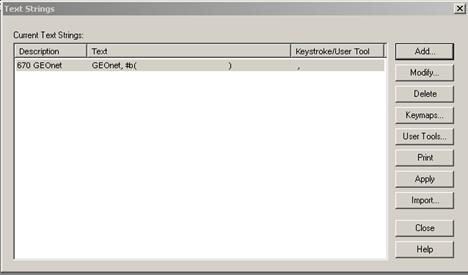 Text Strings
Current Text Strings:
Description Text Keystroke/User Tool
670 GEOnet GEOnet, #b( ) ,
Add...
Modify...
Delete
Keymaps...
User Tools...
Print
Apply
Import...
Close
Help